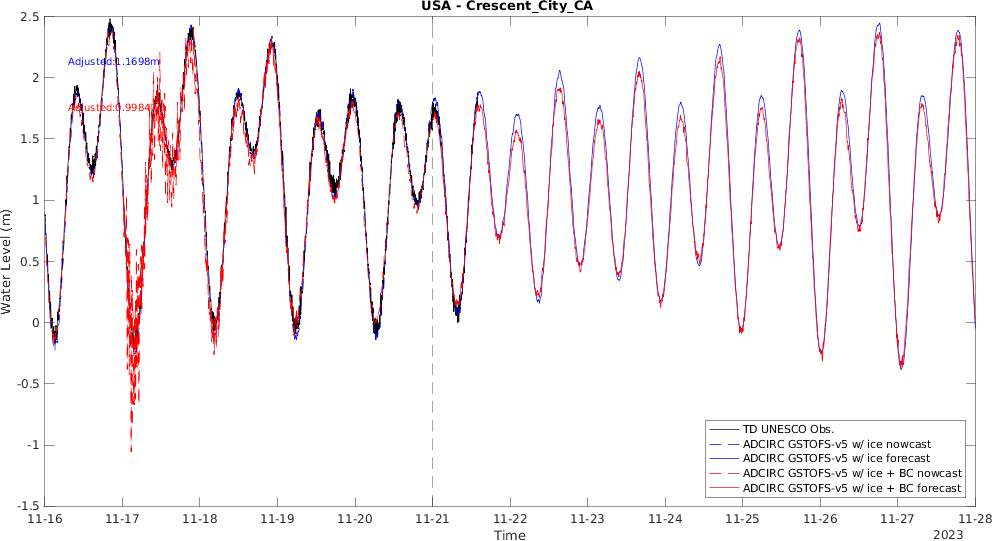 USA - Crescent_City_CA
2.5
2
1.5
1
0.5
0
-0.5
-1
-1.5
Water Level (m)
Adjusted:1.1698m
Adjusted:0.9984
TD UNESCO Obs.
ADCIRC GSTOFS-v5 w/ ice nowcast
ADCIRC GSTOFS-v5 w/ ice forecast
ADCIRC GSTOFS-v5 w/ ice + BC nowcast
ADCIRC GSTOFS-v5 w/ ice + BC forecast
11-16 11-17 11-18 11-19 11-20 11-21 11-22 11-23 11-24 11-25 11-26 11-27 11-28
Time
2023